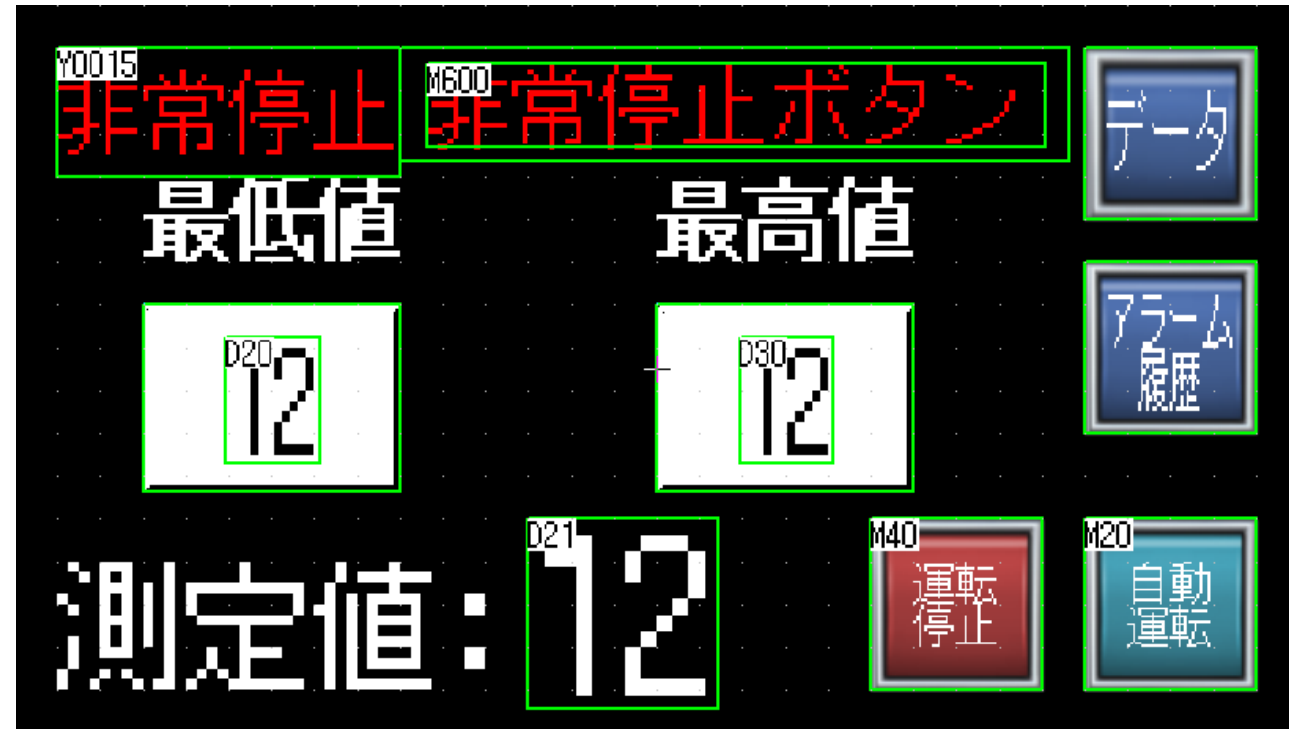 Y0015
非常停止
M600
非常停止ボタン
データ
最低値
最高値
アラーム
履歴
D20
12
D30
12
測定値:
D21
12
M40
運転
停止
M20
自動
運転